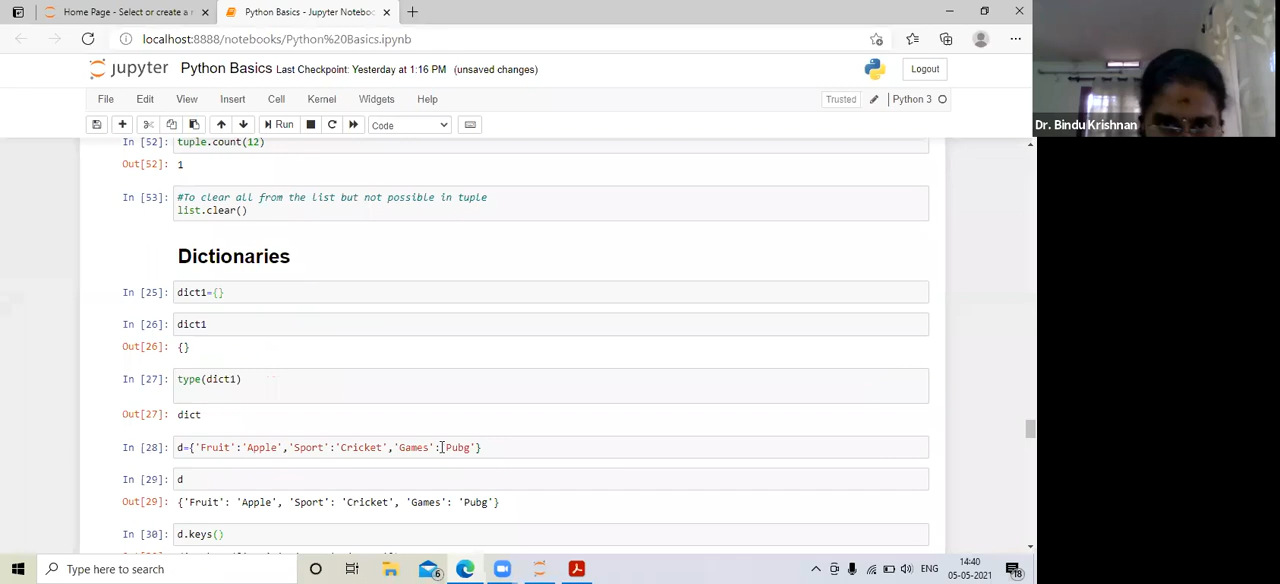 Home Page - Select or create a n
Python Basics - Jupyter Noteboo
localhost:8888/notebooks/Python%20Basics.ipynb
jupyter Python Basics Last Checkpoint: Yesterday at 1:16 PM (unsaved changes)
Logout
File Edit View Insert Cell Kernel Widgets Help
Trusted Python 3
Run Code
In [52]: tuple.count(12)
Out[52]: 1
In [53]: #To clear all from the list but not possible in tuple
list.clear()
Dictionaries
In [25]: dict1={}
In [26]: dict1
Out[26]: {}
In [27]: type(dict1)
Out[27]: dict
In [28]: d={'Fruit':'Apple','Sport':'Cricket','Games':'Pubg'}
In [29]: d
Out[29]: {'Fruit': 'Apple', 'Sport': 'Cricket', 'Games': 'Pubg'}
In [30]: d.keys()
Type here to search
6
ENG
14:40
05-05-2021
18
Dr. Bindu Krishnan